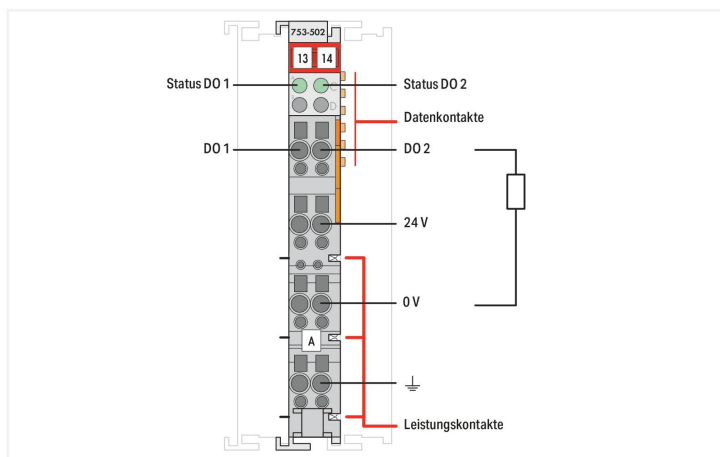 753-502
13 14
Status DO 1
Status DO 2
C
D
Datenkontakte
DO 1
DO 2
24 V
0 V
A
Leistungskontakte